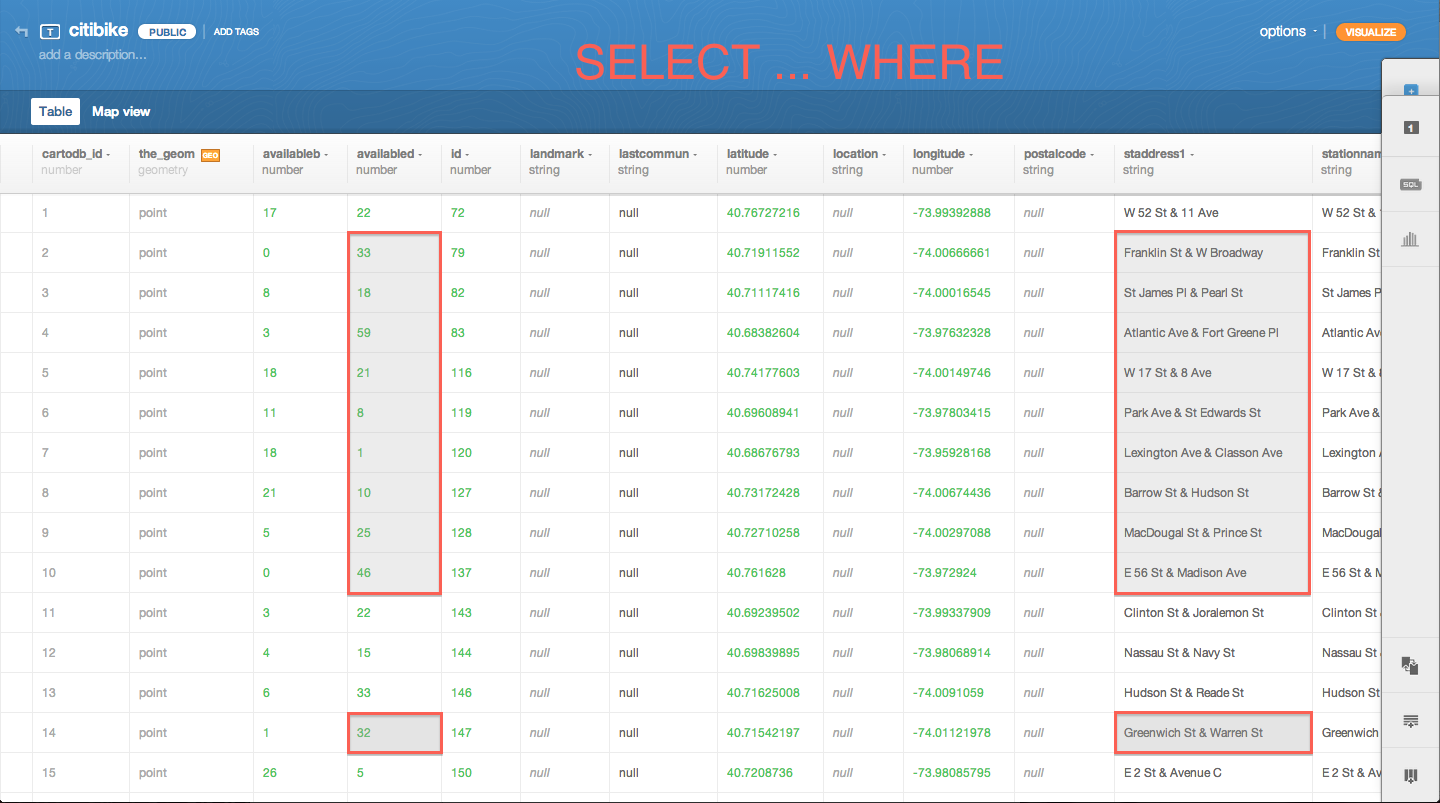 citibike PUBLIC ADD TAGS
add a description...
SELECT ... WHERE
options VISUALIZE
Table Map view
cartodb_id the_geom GEO availableb availabled id landmark lastcommun latitude location longitude postalcode staddress1 stationnam
number geometry number number number string string number string number string string string
1 point 17 22 72 null null 40.76727216 null -73.99392888 null W 52 St & 11 Ave W 52 St &
2 point 0 33 79 null null 40.71911552 null -74.00666661 null Franklin St & W Broadway Franklin St
3 point 8 18 82 null null 40.71117416 null -74.00016545 null St James Pl & Pearl St St James P
4 point 3 59 83 null null 40.68382604 null -73.97632328 null Atlantic Ave & Fort Greene Pl Atlantic Av
5 point 18 21 116 null null 40.74177603 null -74.00149746 null W 17 St & 8 Ave W 17 St & 8
6 point 11 8 119 null null 40.69608941 null -73.97803415 null Park Ave & St Edwards St Park Ave &
7 point 18 1 120 null null 40.68676793 null -73.95928168 null Lexington Ave & Classon Ave Lexington
8 point 21 10 127 null null 40.73172428 null -74.00674436 null Barrow St & Hudson St Barrow St &
9 point 5 25 128 null null 40.72710258 null -74.00297088 null MacDougal St & Prince St MacDougal
10 point 0 46 137 null null 40.761628 null -73.972924 null E 56 St & Madison Ave E 56 St & M
11 point 3 22 143 null null 40.69239502 null -73.99337909 null Clinton St & Joralemon St Clinton St
12 point 4 15 144 null null 40.69839895 null -73.98068914 null Nassau St & Navy St Nassau St
13 point 6 33 146 null null 40.71625008 null -74.0091059 null Hudson St & Reade St Hudson St
14 point 1 32 147 null null 40.71542197 null -74.01121978 null Greenwich St & Warren St Greenwich
15 point 26 5 150 null null 40.7208736 null -73.98085795 null E 2 St & Avenue C E 2 St & Av
1
SQL